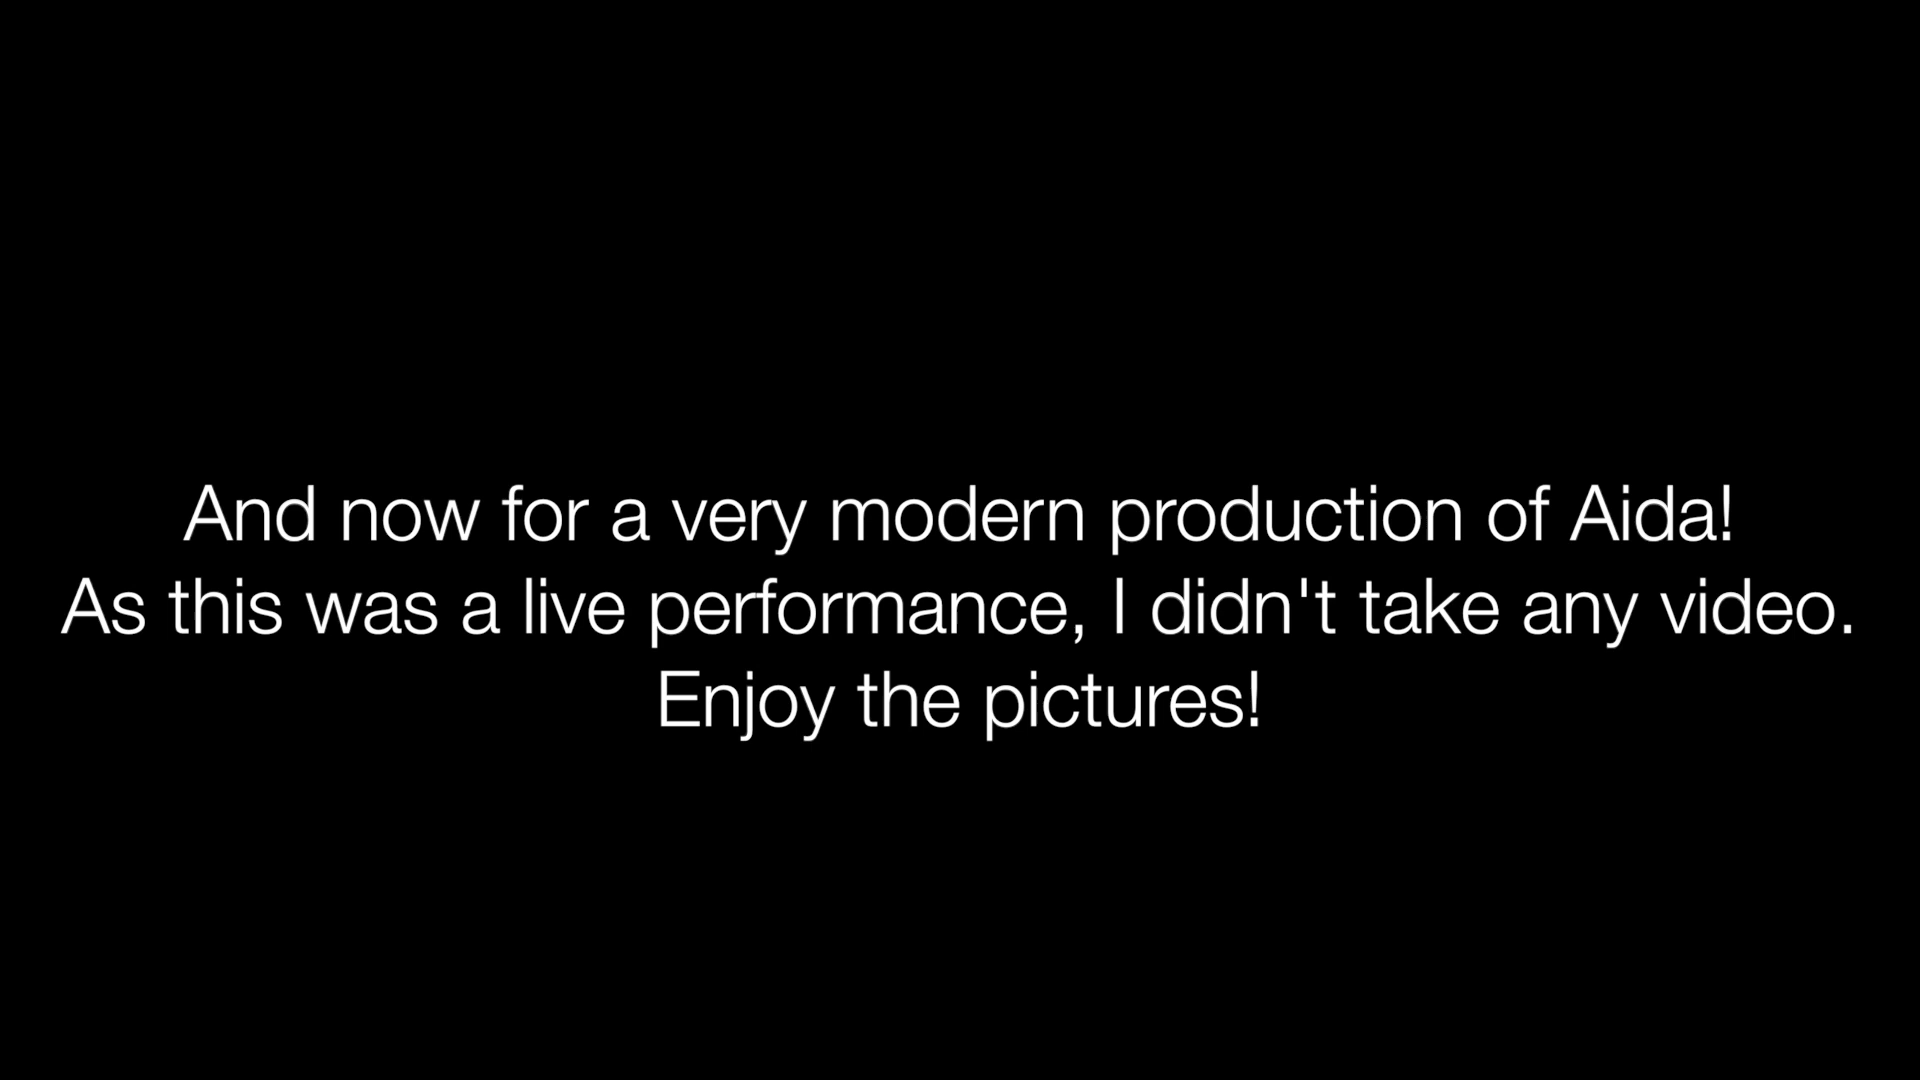 And now for a very modern production of Aida!
As this was a live performance, I didn't take any video.
Enjoy the pictures!